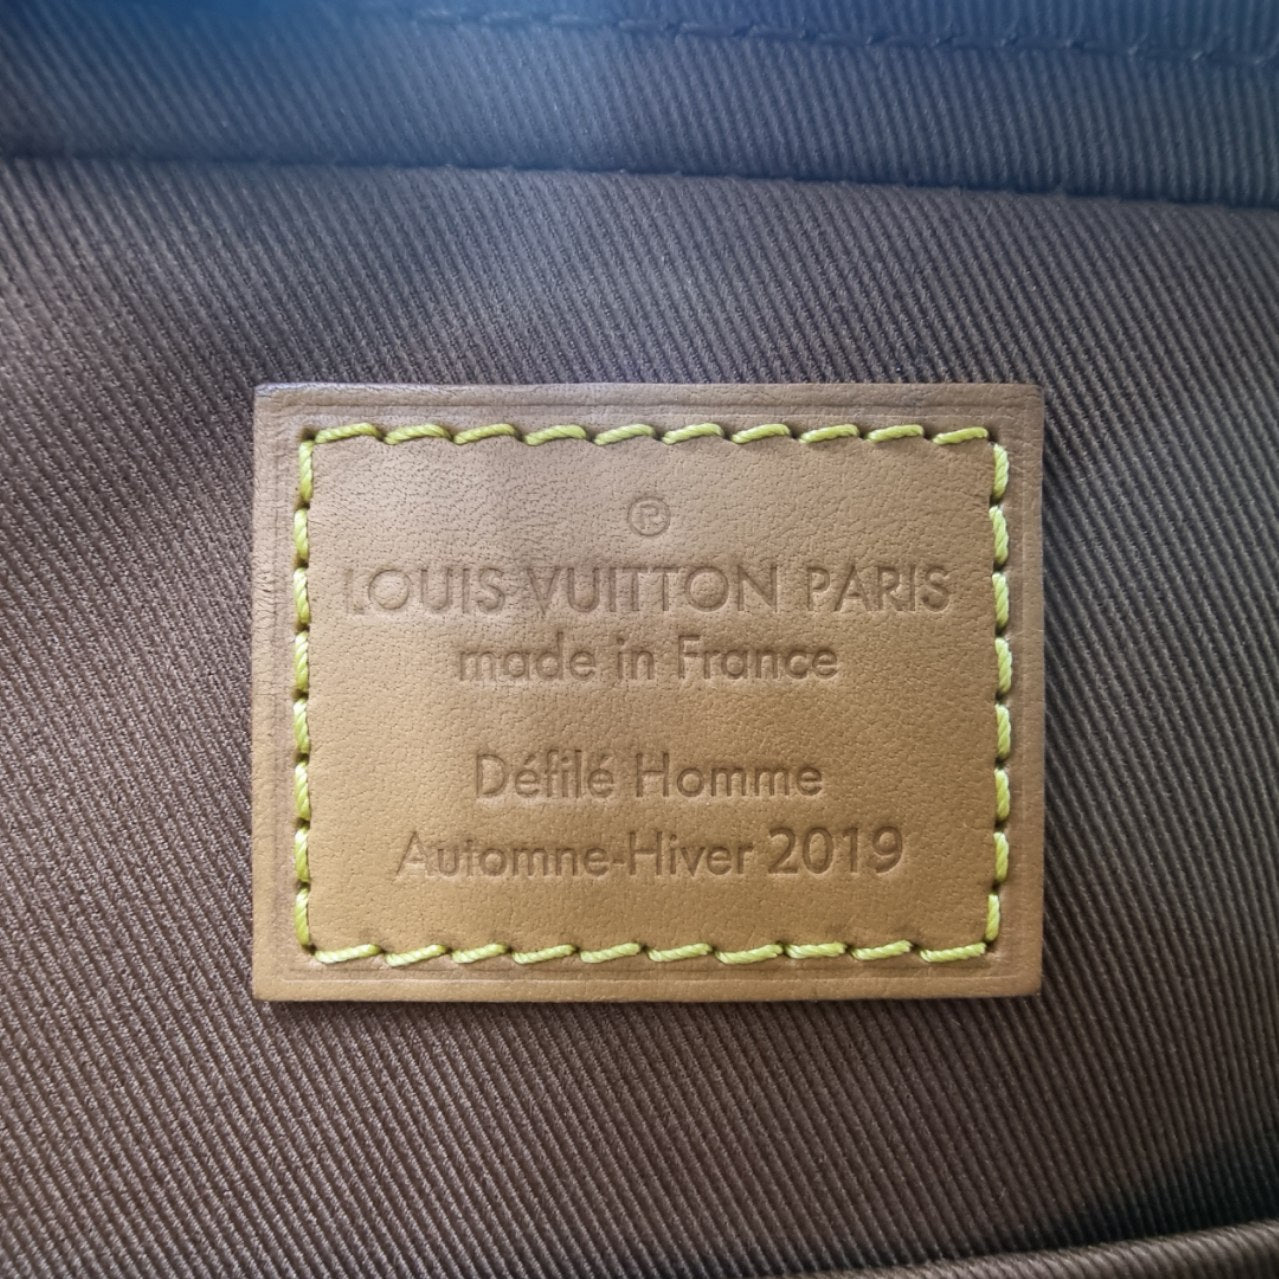 ®
LOUIS VUITTON PARIS
made in France
Défilé Homme
Automne-Hiver 2019